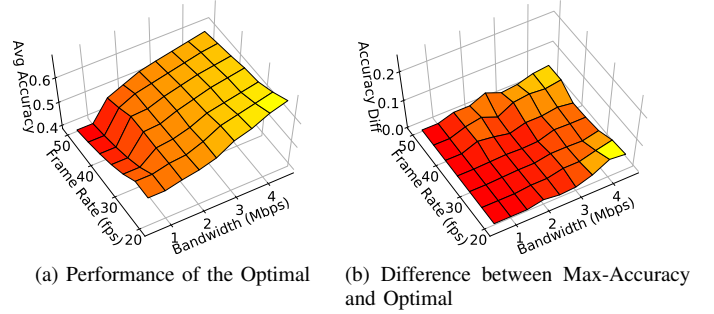 Avg Accuracy
0.6
0.5
0.4
50
40
30
20
Frame Rate (fps)
1
2
3
4
Bandwidth (Mbps)
Accuracy Diff
0.2
0.1
0.0
50
40
30
20
Frame Rate (fps)
1
2
3
4
Bandwidth (Mbps)
(a) Performance of the Optimal
(b) Difference between Max-Accuracy
and Optimal